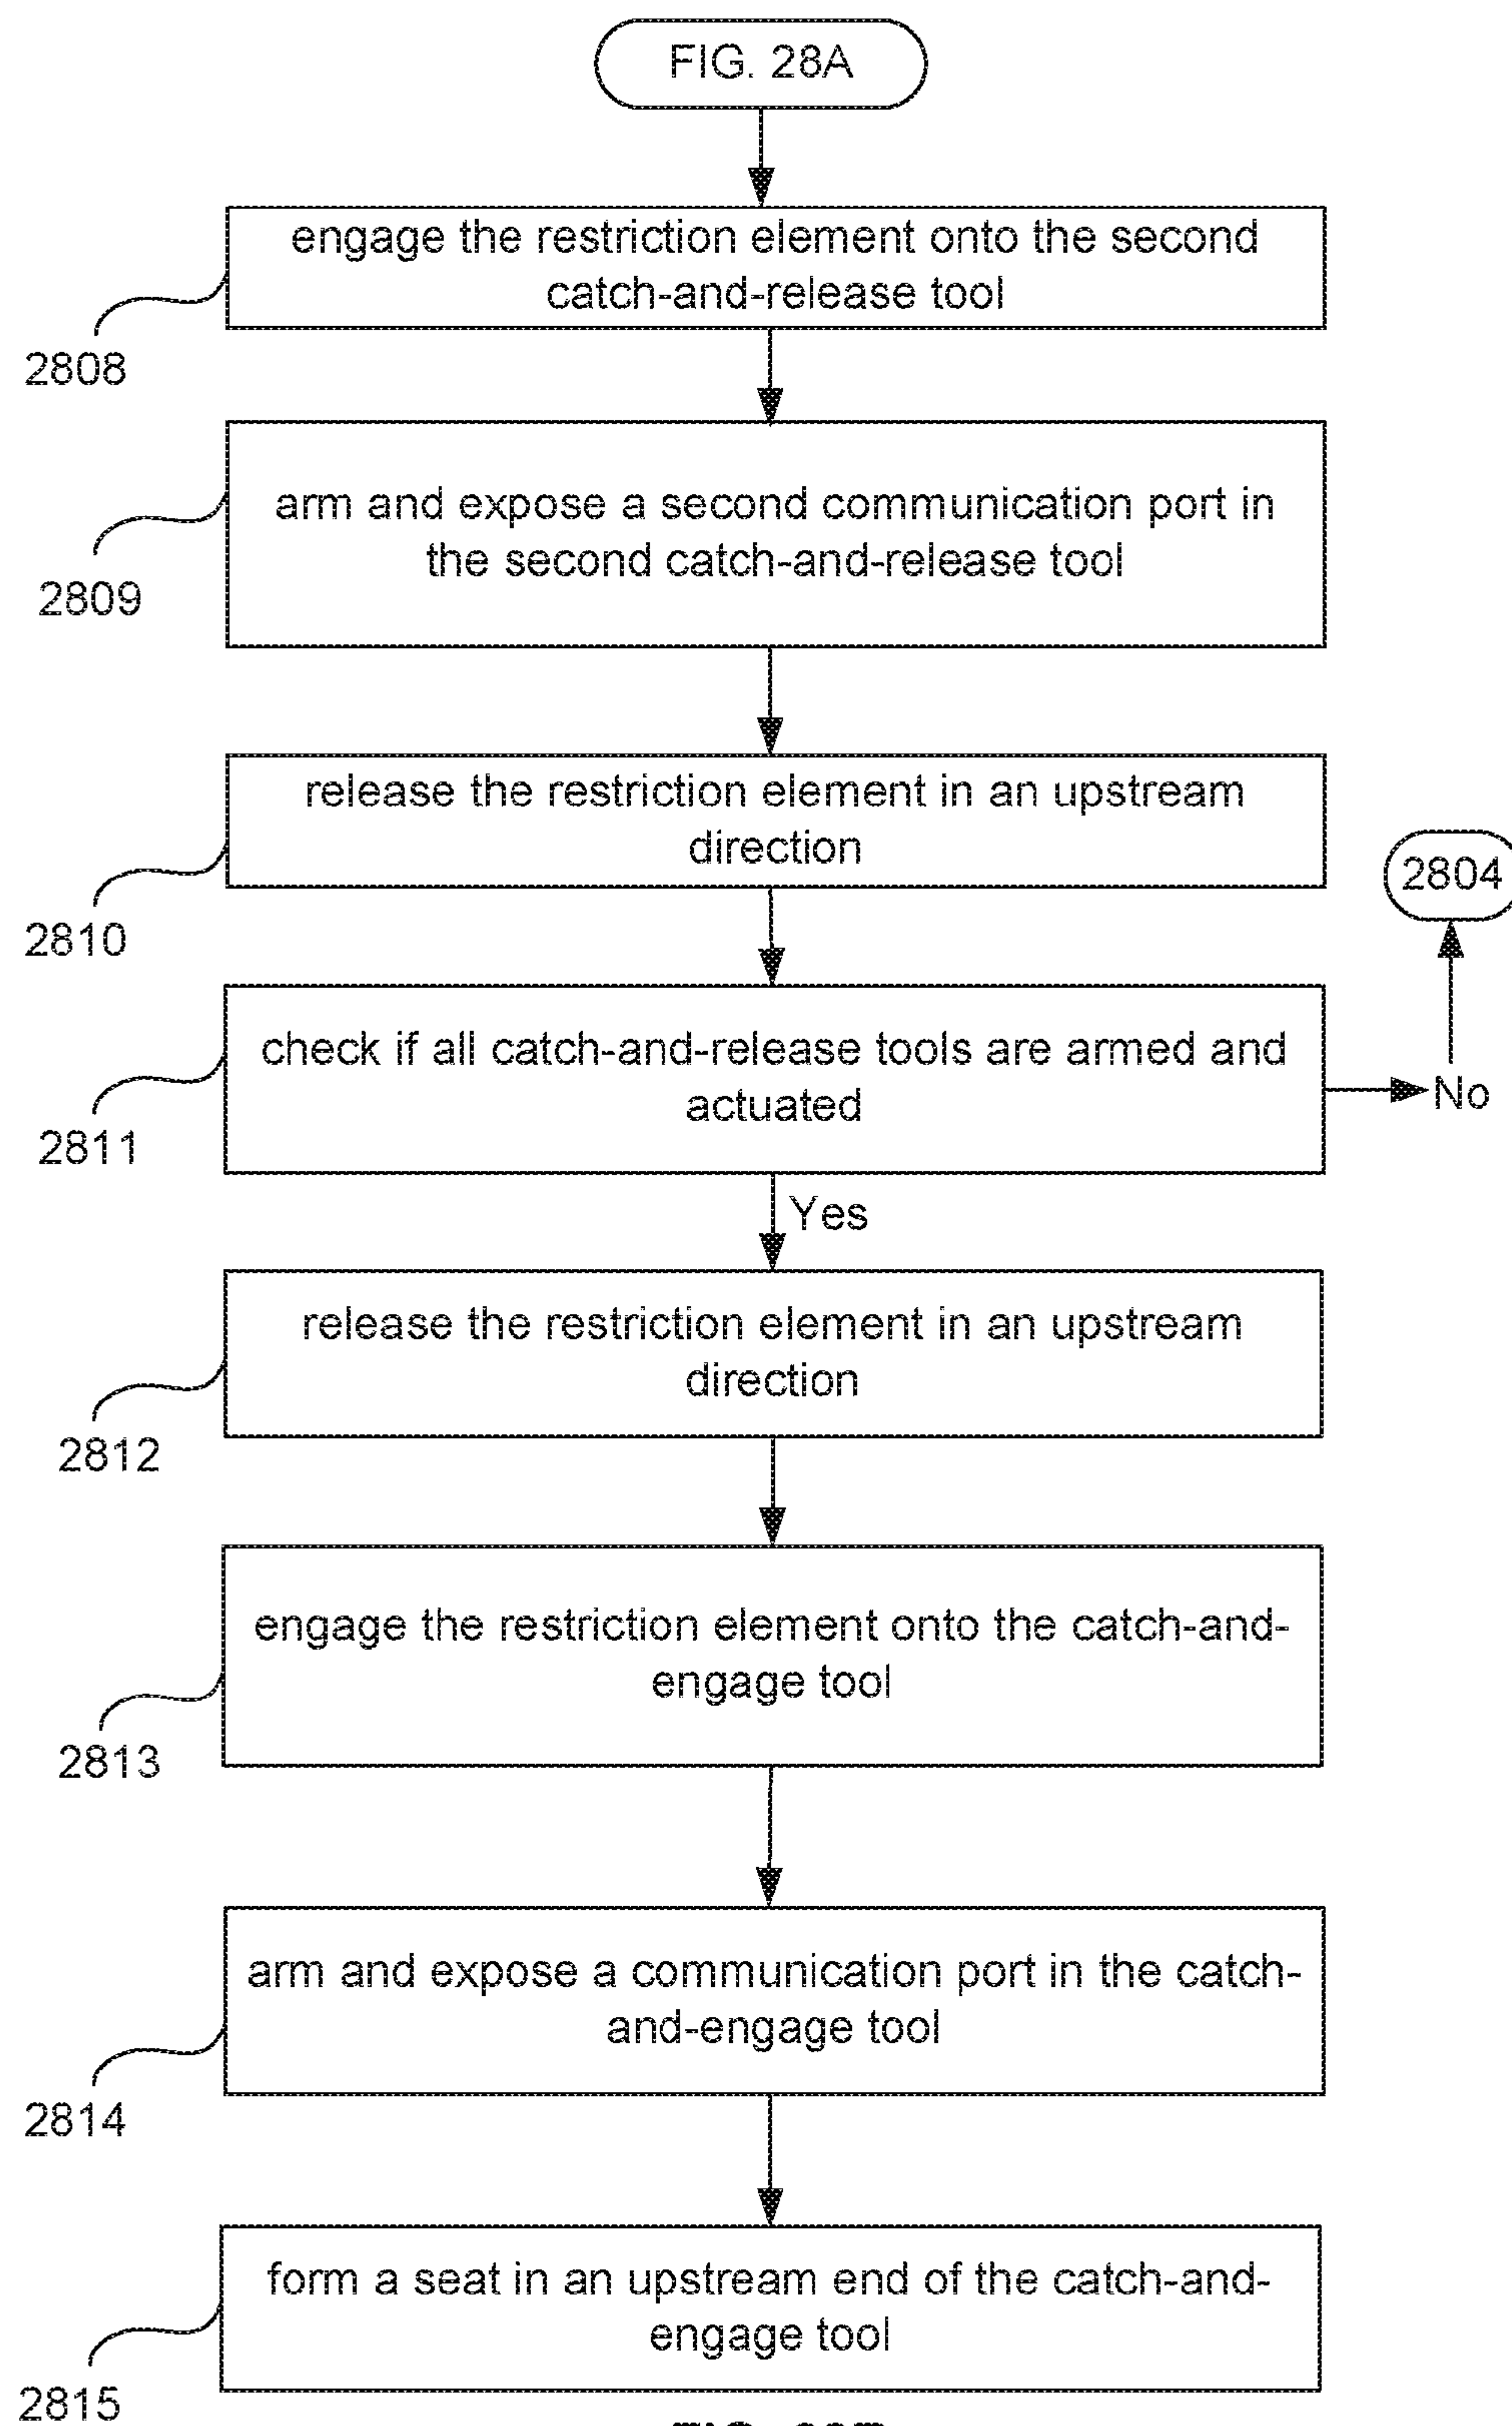 FIG. 28A
engage the restriction element onto the second
catch-and-release tool
2808
arm and expose a second communication port in
the second catch-and-release tool
2809
release the restriction element in an upstream
direction
2810
2804
check if all catch-and-release tools are armed and
actuated
2811
No
Yes
release the restriction element in an upstream
direction
2812
engage the restriction element onto the catch-and-
engage tool
2813
arm and expose a communication port in the catch-
and-engage tool
2814
form a seat in an upstream end of the catch-and-
engage tool
2815